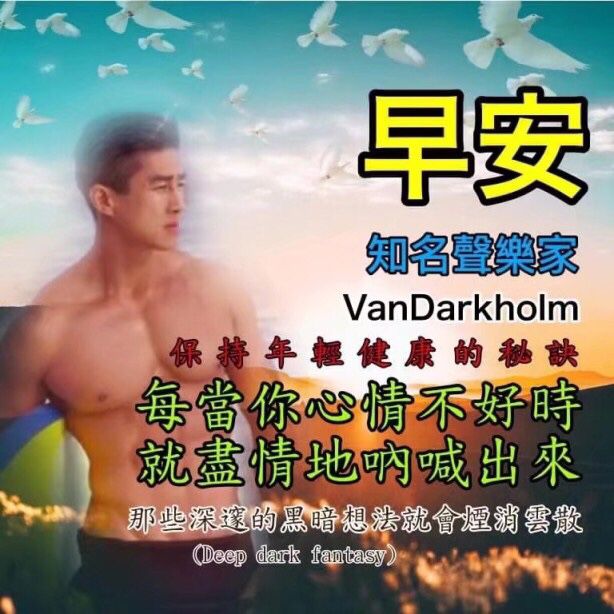 早安
知名聲樂家
VanDarkholm
保持年輕健康的秘訣
每當你心情不好時
就盡情地吶喊出來
那些深邃的黑暗想法就會煙消雲散
(Deep dark fantasy)